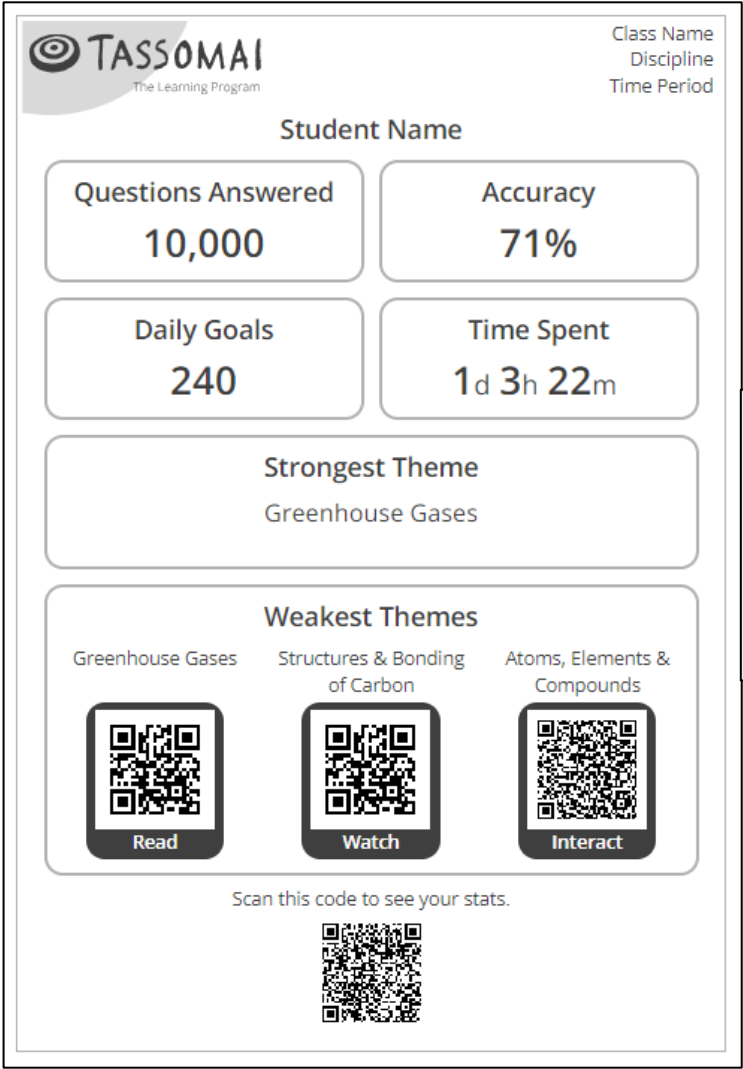 TASSOMAI
The Learning Program
Class Name
Discipline
Time Period
Student Name
Questions Answered
10,000
Accuracy
71%
Daily Goals
240
Time Spent
1d 3h 22m
Strongest Theme
Greenhouse Gases
Weakest Themes
Greenhouse Gases
Read
Structures & Bonding
of Carbon
Watch
Atoms, Elements &
Compounds
Interact
Scan this code to see your stats.